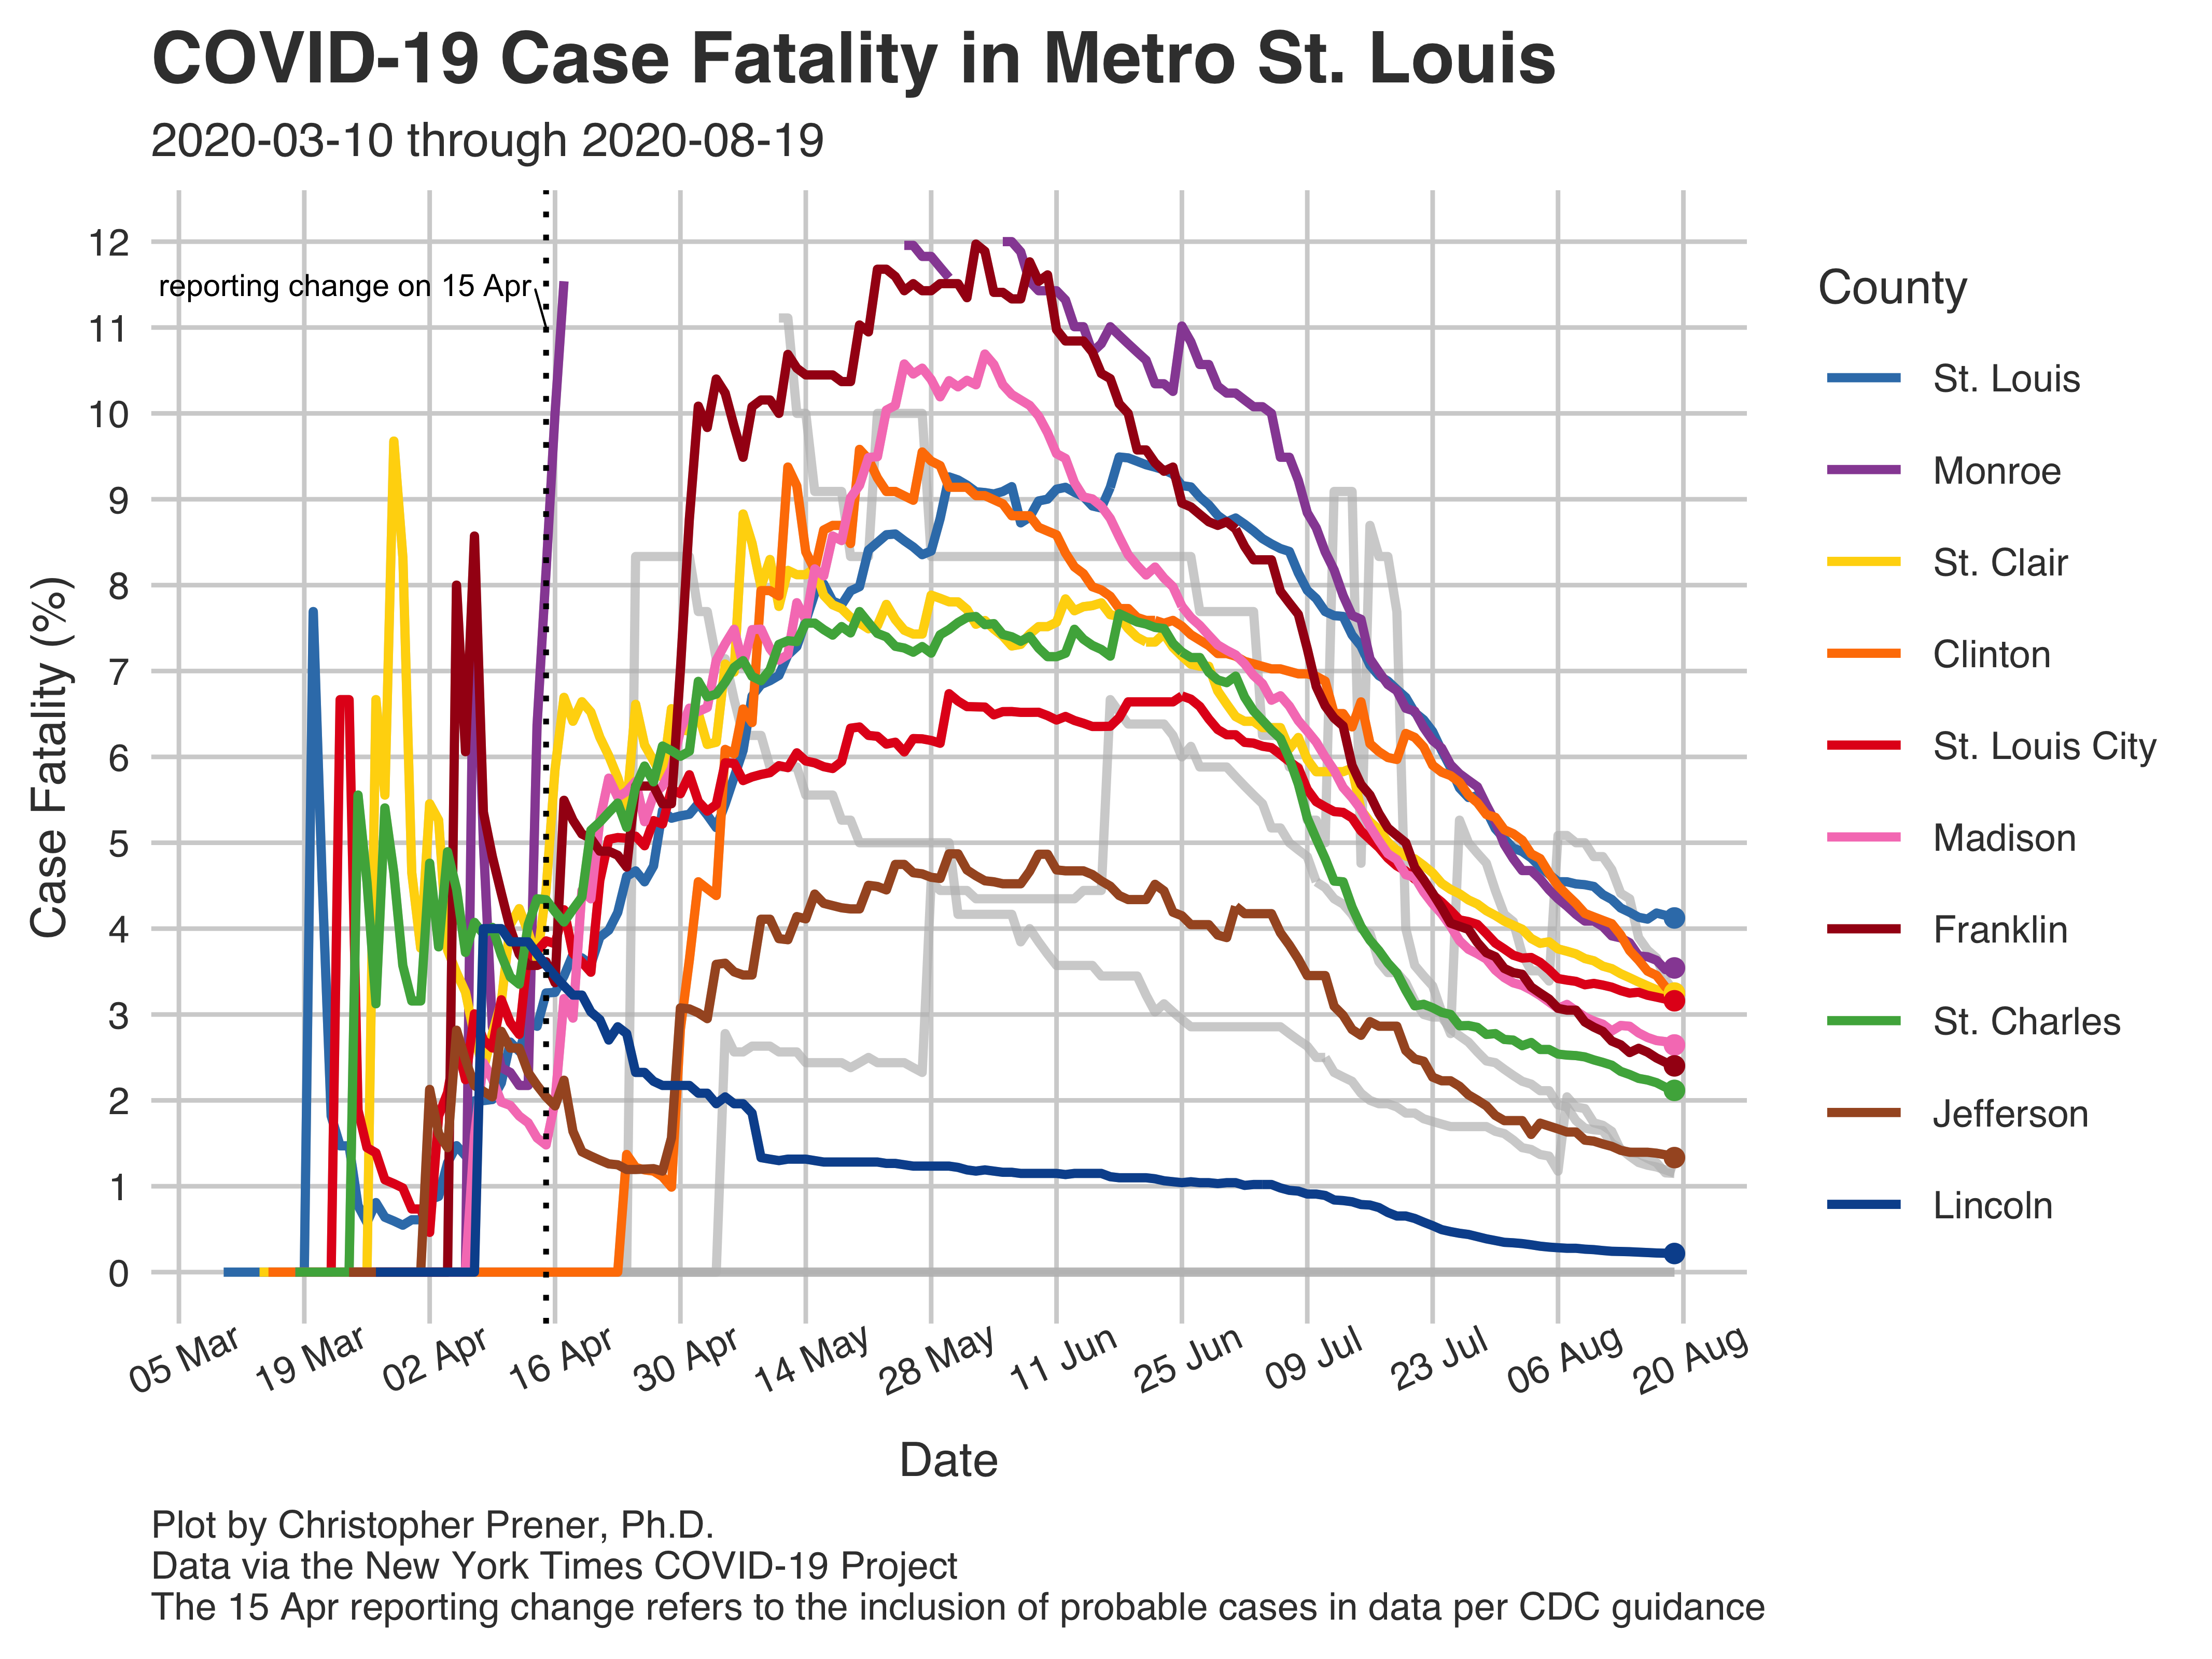 COVID-19 Case Fatality in Metro St. Louis
2020-03-10 through 2020-08-19
Case Fatality (%)
12
11
10
9
8
7
6
5
4
3
2
1
0
reporting change on 15 Apr
05 Mar
19 Mar
02 Apr
16 Apr
30 Apr
14 May
28 May
11 Jun
25 Jun
09 Jul
23 Jul
06 Aug
20 Aug
Date
County
St. Louis
Monroe
St. Clair
Clinton
St. Louis City
Madison
Franklin
St. Charles
Jefferson
Lincoln
Plot by Christopher Prener, Ph.D.
Data via the New York Times COVID-19 Project
The 15 Apr reporting change refers to the inclusion of probable cases in data per CDC guidance